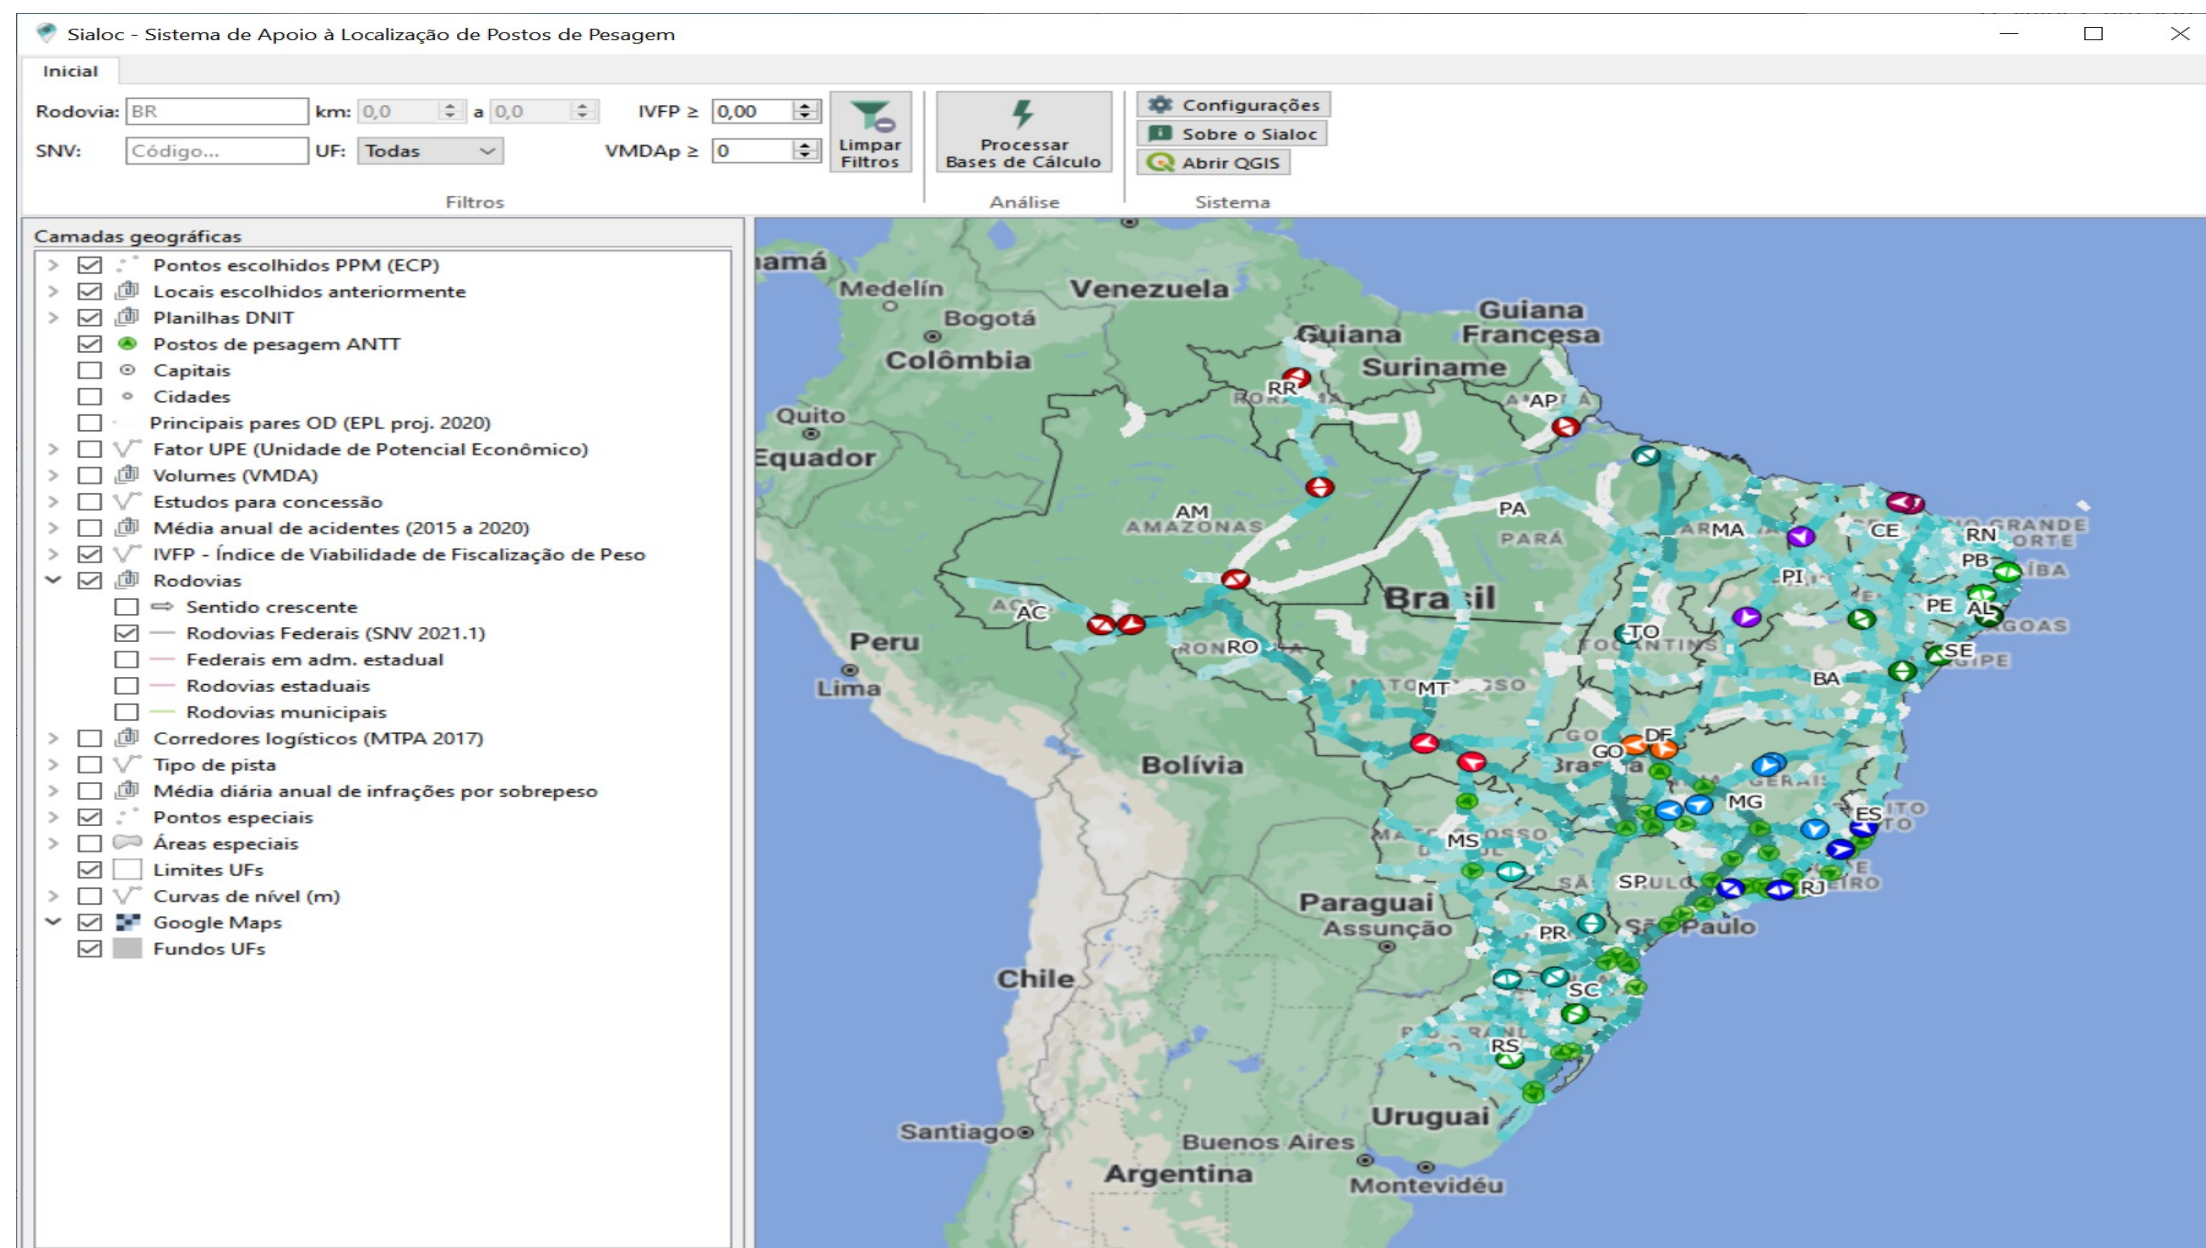 Sialoc - Sistema de Apoio à Localização de Postos de Pesagem
Inicial
Rodovia: BR km: 0,0 a 0,0 IVFP ≥ 0,00
SNV: Código... UF: Todas VMDAp ≥ 0
Limpar
Filtros
Processar
Bases de Cálculo
Configurações
Sobre o Sialoc
Abrir QGIS
Filtros
Análise
Sistema
Camadas geográficas
Pontos escolhidos PPM (ECP)
Locais escolhidos anteriormente
Planilhas DNIT
Postos de pesagem ANTT
Capitais
Cidades
Principais pares OD (EPL proj. 2020)
Fator UPE (Unidade de Potencial Econômico)
Volumes (VMDA)
Estudos para concessão
Média anual de acidentes (2015 a 2020)
IVFP - Índice de Viabilidade de Fiscalização de Peso
Rodovias
Sentido crescente
Rodovias Federais (SNV 2021.1)
Federais em adm. estadual
Rodovias estaduais
Rodovias municipais
Corredores logísticos (MTPA 2017)
Tipo de pista
Média diária anual de infrações por sobrepeso
Pontos especiais
Áreas especiais
Limites UFs
Curvas de nível (m)
Google Maps
Fundos UFs
namá
Medellín
Venezuela
Bogotá
Colômbia
Guiana
Guiana
Francesa
Suriname
RR
AP
Quito
Equador
AM
AMAZONAS
PA
PARÁ
MA
CE
RN
PB
PI
PE
AL
AC
Brasil
Peru
Lima
RO
TO
TOCANTINS
SE
BA
MT
GO
DF
Bolívia
MG
ES
MS
SP
RJ
Paraguai
Assunção
PR
São Paulo
Chile
SC
RS
Uruguai
Santiago
Buenos Aires
Argentina
Montevidéu